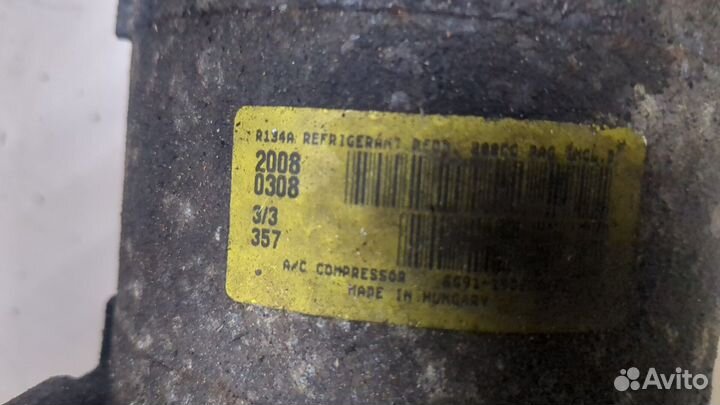 R134A REFRIGERANT
2008
0308
3/3
357
A/C COMPRESSOR
MADE IN HUNGARY
Avito